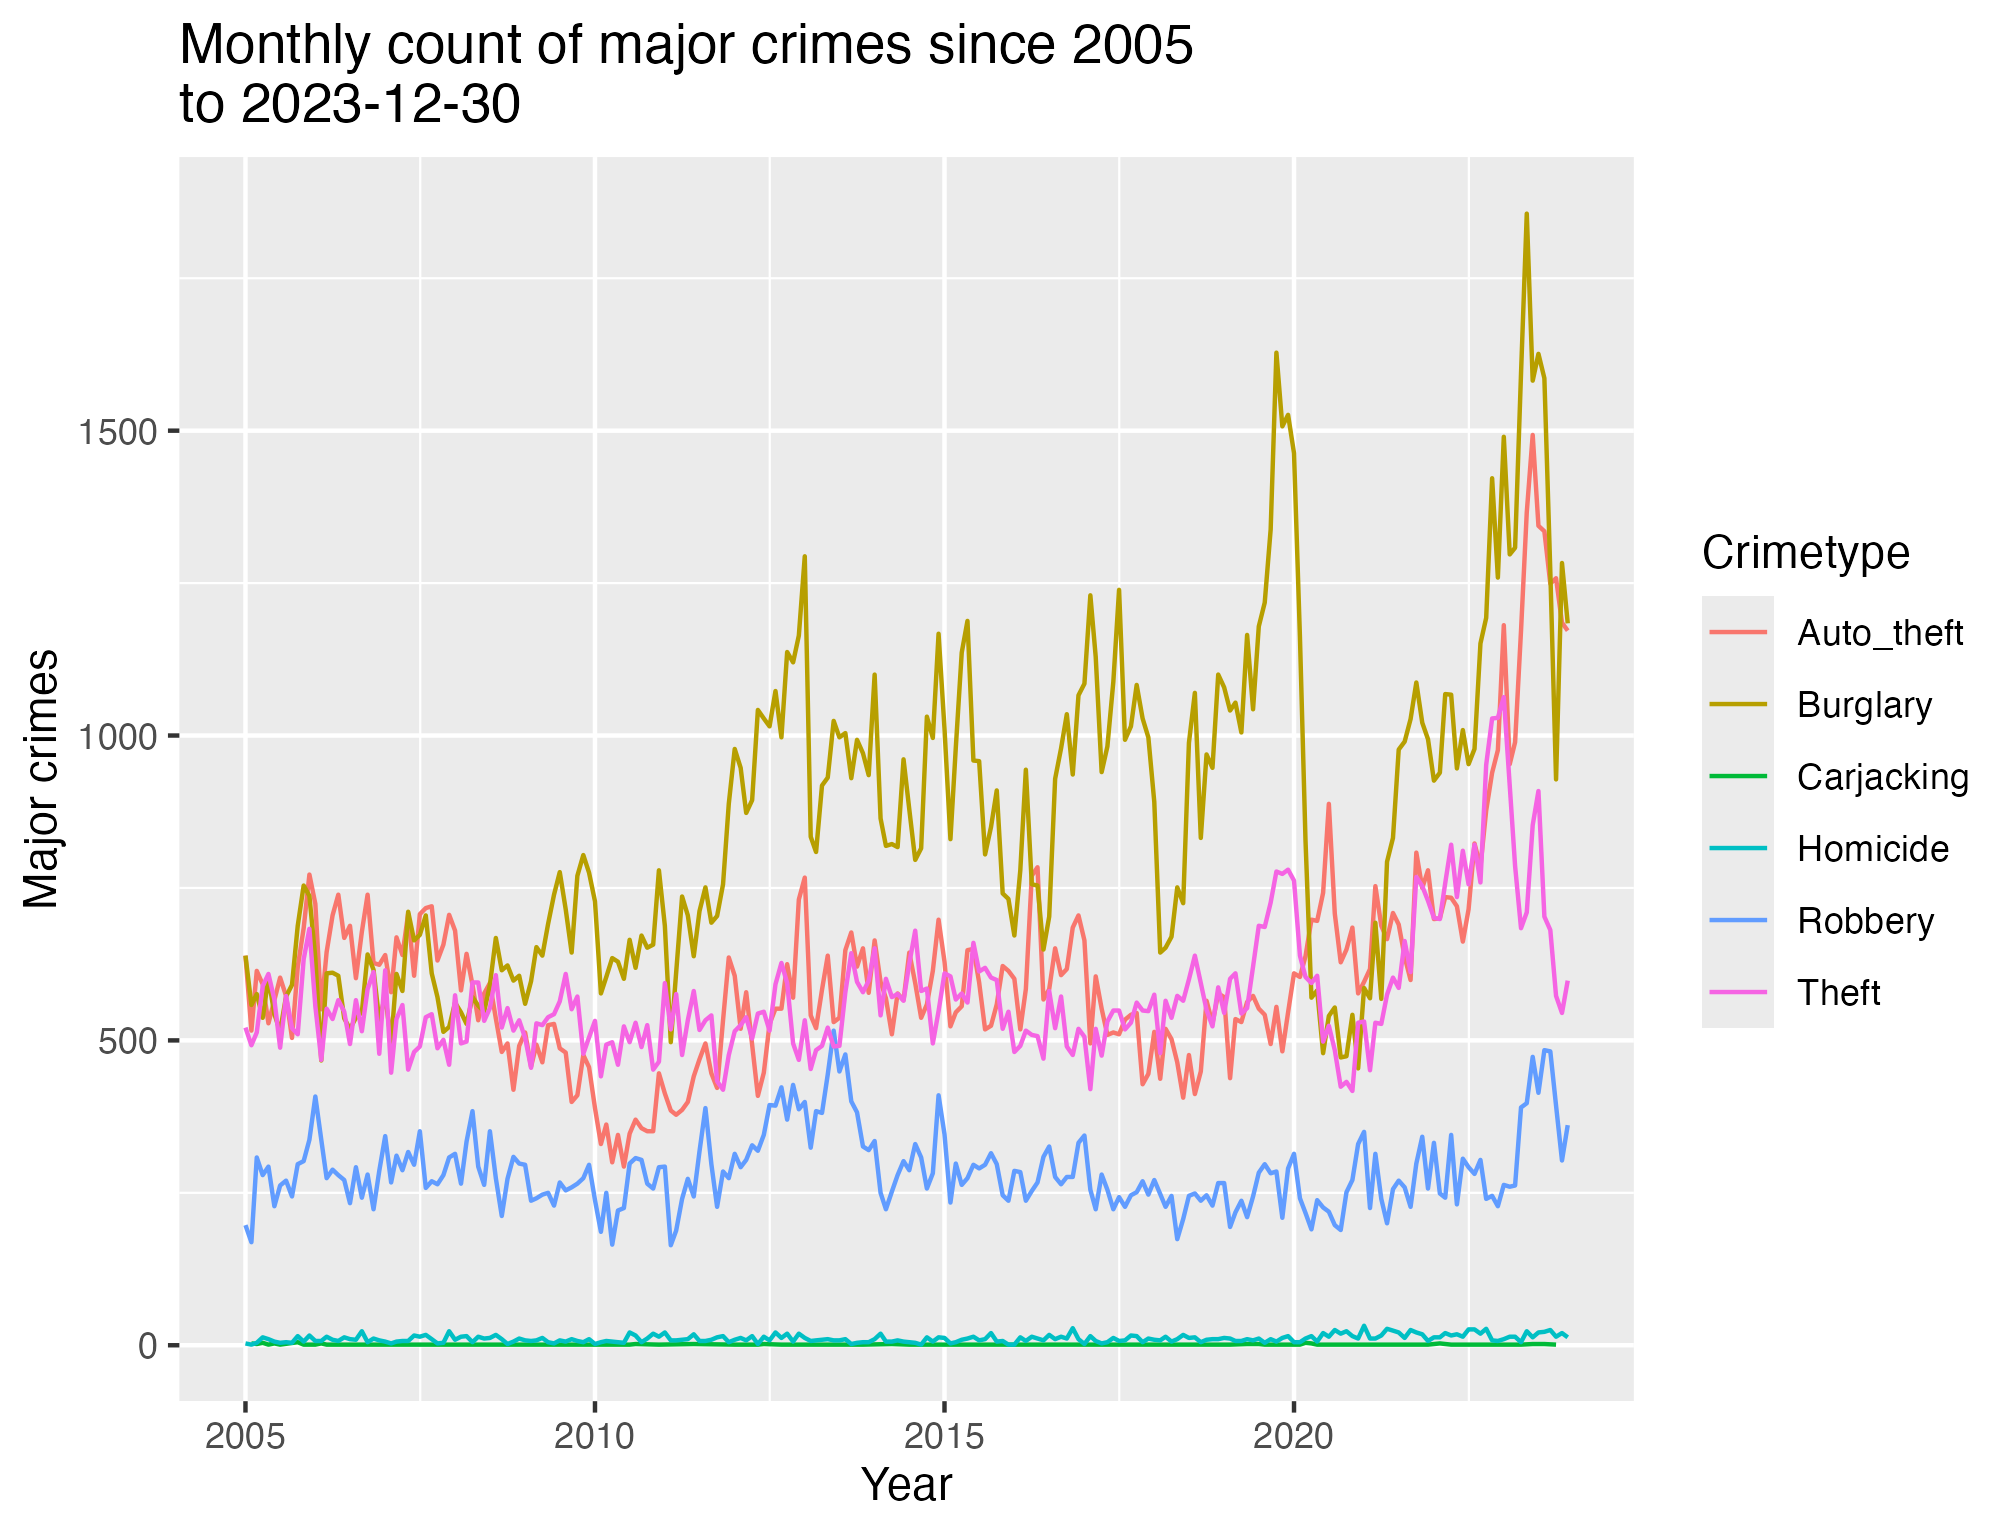 Monthly count of major crimes since 2005
to 2023-12-30
Major crimes
1500
1000
500
0
2005
2010
2015
2020
Year
Crimetype
Auto_theft
Burglary
Carjacking
Homicide
Robbery
Theft